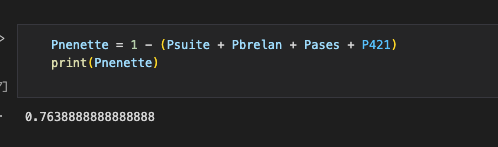 Pnenette = 1 - (Psuite + Pbrelan + Pases + P421)
print(Pnenette)
0.7638888888888888